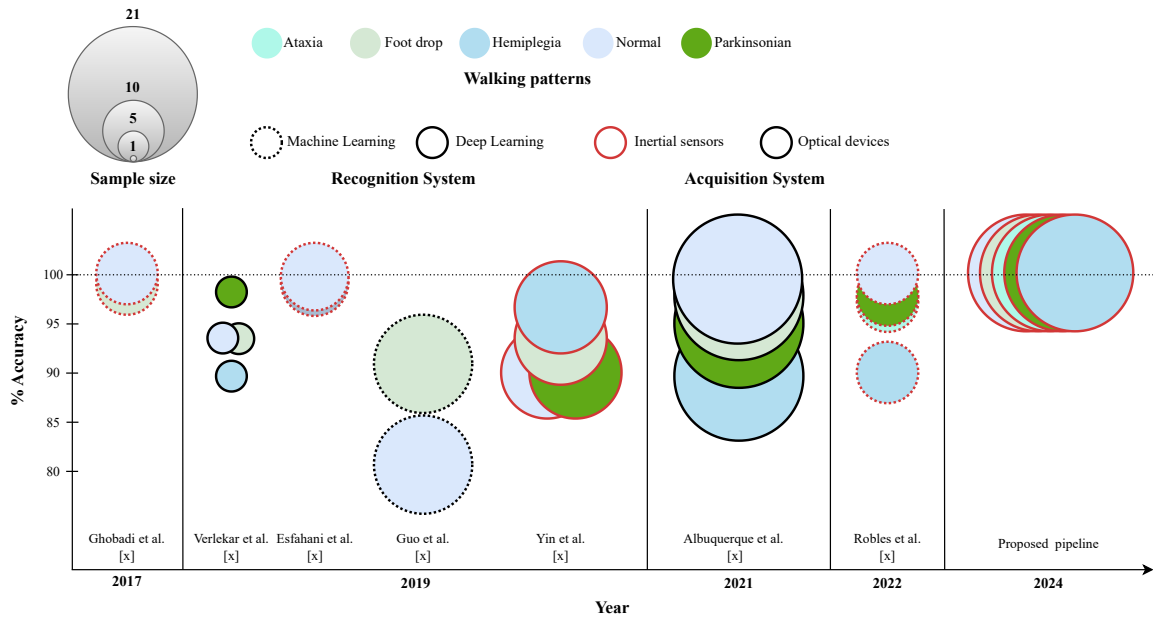 21
10
5
1
Sample size
Ataxia
Foot drop
Hemiplegia
Normal
Parkinsonian
Walking patterns
Machine Learning
Deep Learning
Inertial sensors
Optical devices
Recognition System
Acquisition System
% Accuracy
100
95
90
85
80
Ghobadi et al.
[x]
Verlekar et al.
[x]
Esfahani et al.
[x]
Guo et al.
[x]
Yin et al.
[x]
Albuquerque et al.
[x]
Robles et al.
[x]
Proposed pipeline
2017
2019
2021
2022
2024
Year